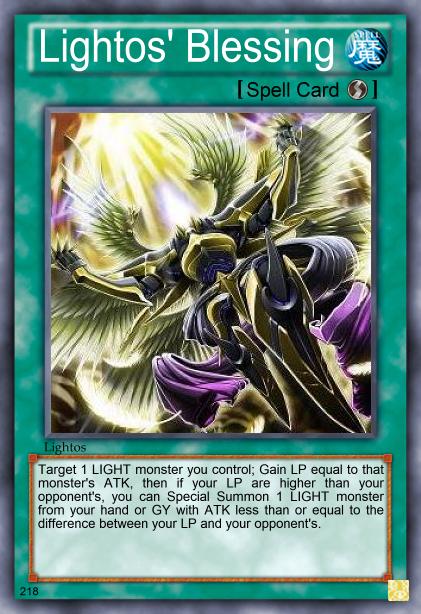 Lightos' Blessing
SPELL
魔
[Spell Card ]
Lightos
Target 1 LIGHT monster you control; Gain LP equal to that
monster's ATK, then if your LP are higher than your
opponent's, you can Special Summon 1 LIGHT monster
from your hand or GY with ATK less than or equal to the
difference between your LP and your opponent's.
218